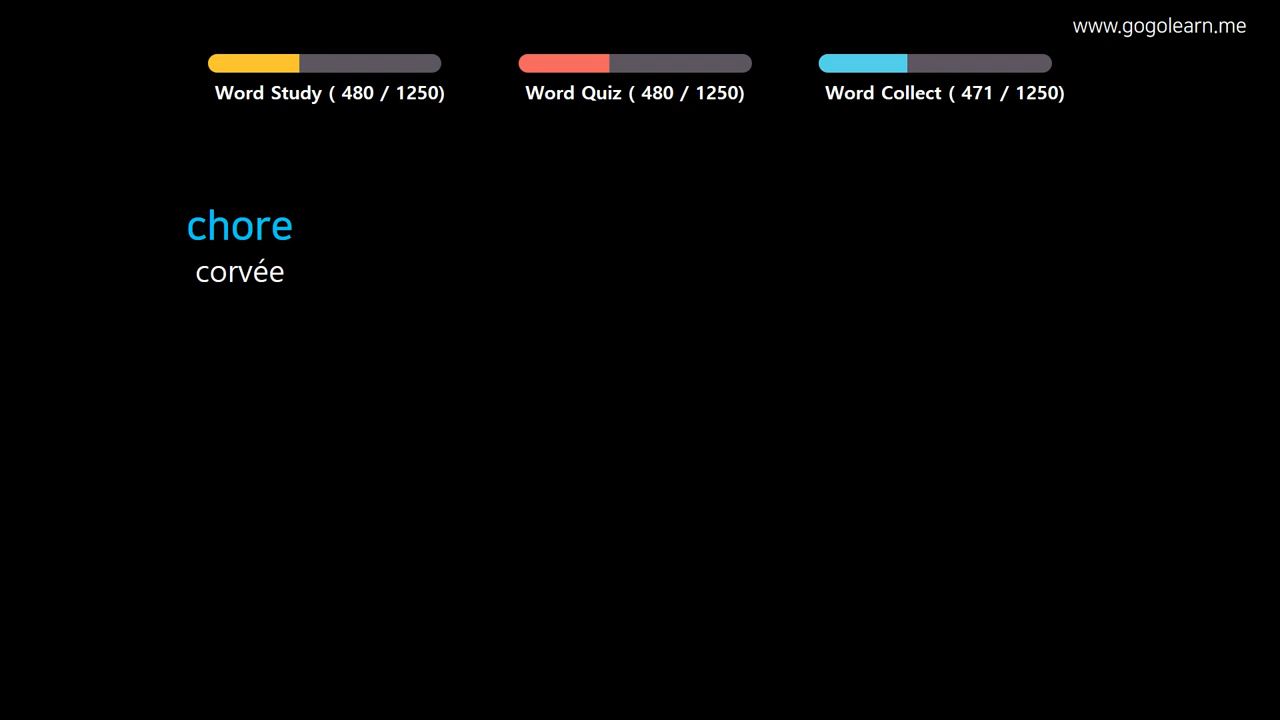 www.gogolearn.me
Word Study ( 480 / 1250)
Word Quiz ( 480 / 1250)
Word Collect ( 471 / 1250)
chore
corvée